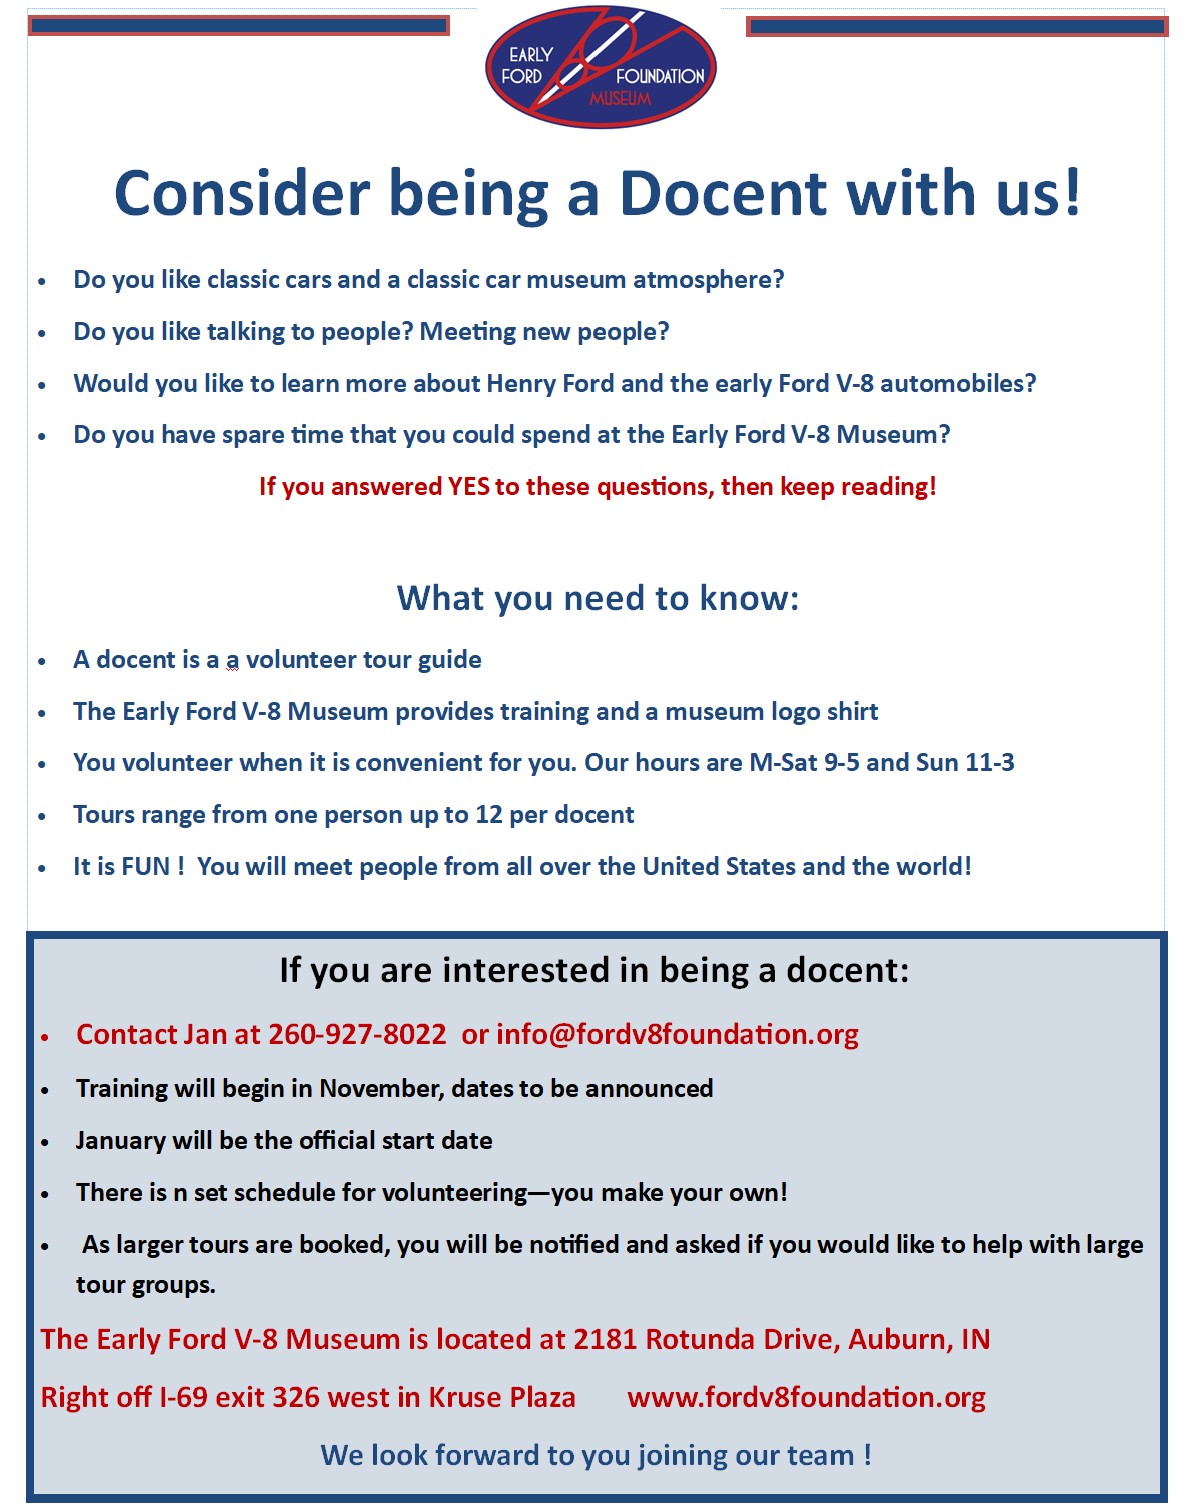 EARLY
FORD FOUNDATION
MUSEUM
Consider being a Docent with us!
• Do you like classic cars and a classic car museum atmosphere?
• Do you like talking to people? Meeting new people?
• Would you like to learn more about Henry Ford and the early Ford V-8 automobiles?
• Do you have spare time that you could spend at the Early Ford V-8 Museum?
If you answered YES to these questions, then keep reading!
What you need to know:
• A docent is a a volunteer tour guide
• The Early Ford V-8 Museum provides training and a museum logo shirt
• You volunteer when it is convenient for you. Our hours are M-Sat 9-5 and Sun 11-3
• Tours range from one person up to 12 per docent
• It is FUN !  You will meet people from all over the United States and the world!
If you are interested in being a docent:
• Contact Jan at 260-927-8022  or info@fordv8foundation.org
• Training will begin in November, dates to be announced
• January will be the official start date
• There is n set schedule for volunteering—you make your own!
• As larger tours are booked, you will be notified and asked if you would like to help with large
tour groups.
The Early Ford V-8 Museum is located at 2181 Rotunda Drive, Auburn, IN
Right off I-69 exit 326 west in Kruse Plaza www.fordv8foundation.org
We look forward to you joining our team !